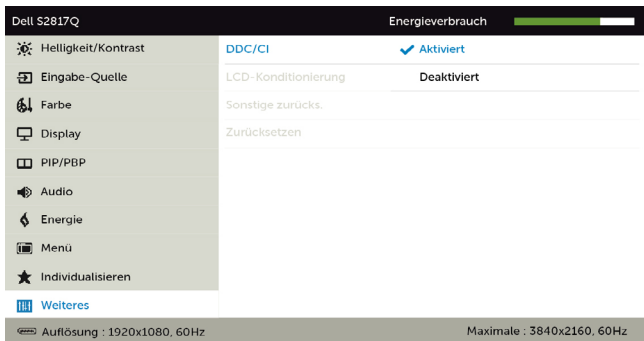 Dell S2817Q
Energieverbrauch
Helligkeit/Kontrast
DDC/CI
Aktiviert
Eingabe-Quelle
LCD-Konditionierung
Deaktiviert
Farbe
Sonstige zurücks.
Display
Zurücksetzen
PIP/PBP
Audio
Energie
Menü
Individualisieren
Weiteres
Auflösung : 1920x1080, 60Hz
Maximale : 3840x2160, 60Hz